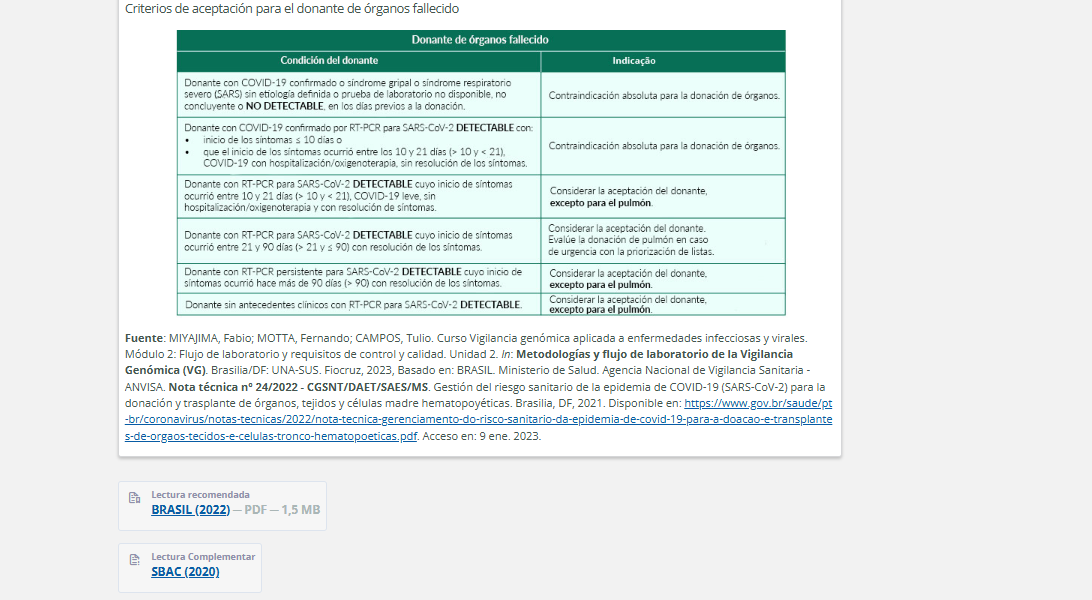 Criterios de aceptación para el donante de órganos fallecido
Donante de órganos fallecido
Condición del donante
Indicação
Donante con COVID-19 confirmado o síndrome gripal o síndrome respiratorio
severo (SARS) sin etiología definida o prueba de laboratorio no disponible, no
concluyente o NO DETECTABLE, en los días previos a la donación.
Contraindicación absoluta para la donación de órganos.
Donante con COVID-19 confirmado por RT-PCR para SARS-CoV-2 DETECTABLE con:
• inicio de los síntomas ≤ 10 días o
• que el inicio de los síntomas ocurrió entre los 10 y 21 días (> 10 y < 21),
COVID-19 con hospitalización/oxigenoterapia, sin resolución de los síntomas.
Contraindicación absoluta para la donación de órganos.
Donante con RT-PCR para SARS-CoV-2 DETECTABLE cuyo inicio de síntomas
ocurrió entre 10 y 21 días (> 10 y < 21), COVID-19 leve, sin
hospitalización/oxigenoterapia y con resolución de síntomas.
Considerar la aceptación del donante,
excepto para el pulmón.
Donante con RT-PCR para SARS-CoV-2 DETECTABLE cuyo inicio de síntomas
ocurrió entre 21 y 90 días (> 21 y ≤ 90) con resolución de los síntomas.
Considerar la aceptación del donante.
Evalúe la donación de pulmón en caso
de urgencia con la priorización de listas.
Donante con RT-PCR persistente para SARS-CoV-2 DETECTABLE cuyo inicio de
síntomas ocurrió hace más de 90 días (> 90) con resolución de los síntomas.
Considerar la aceptación del donante,
excepto para el pulmón.
Donante sin antecedentes clínicos con RT-PCR para SARS-CoV-2 DETECTABLE.
Considerar la aceptación del donante,
excepto para el pulmón.
Fuente: MIYAJIMA, Fabio; MOTTA, Fernando; CAMPOS, Tulio. Curso Vigilancia genómica aplicada a enfermedades infecciosas y virales.
Módulo 2: Flujo de laboratorio y requisitos de control y calidad. Unidad 2. In: Metodologías y flujo de laboratorio de la Vigilancia
Genómica (VG). Brasilia/DF: UNA-SUS. Fiocruz, 2023, Basado en: BRASIL. Ministerio de Salud. Agencia Nacional de Vigilancia Sanitaria -
ANVISA. Nota técnica nº 24/2022 - CGSNT/DAET/SAES/MS. Gestión del riesgo sanitario de la epidemia de COVID-19 (SARS-CoV-2) para la
donación y trasplante de órganos, tejidos y células madre hematopoyéticas. Brasilia, DF, 2021. Disponible en: https://www.gov.br/saude/pt
-br/coronavirus/notas-tecnicas/2022/nota-tecnica-gerenciamento-do-risco-sanitario-da-epidemia-de-covid-19-para-a-doacao-e-transplante
s-de-orgaos-tecidos-e-celulas-tronco-hematopoeticas.pdf. Acceso en: 9 ene. 2023.
Lectura recomendada
BRASIL (2022) — PDF — 1,5 MB
Lectura Complementar
SBAC (2020)